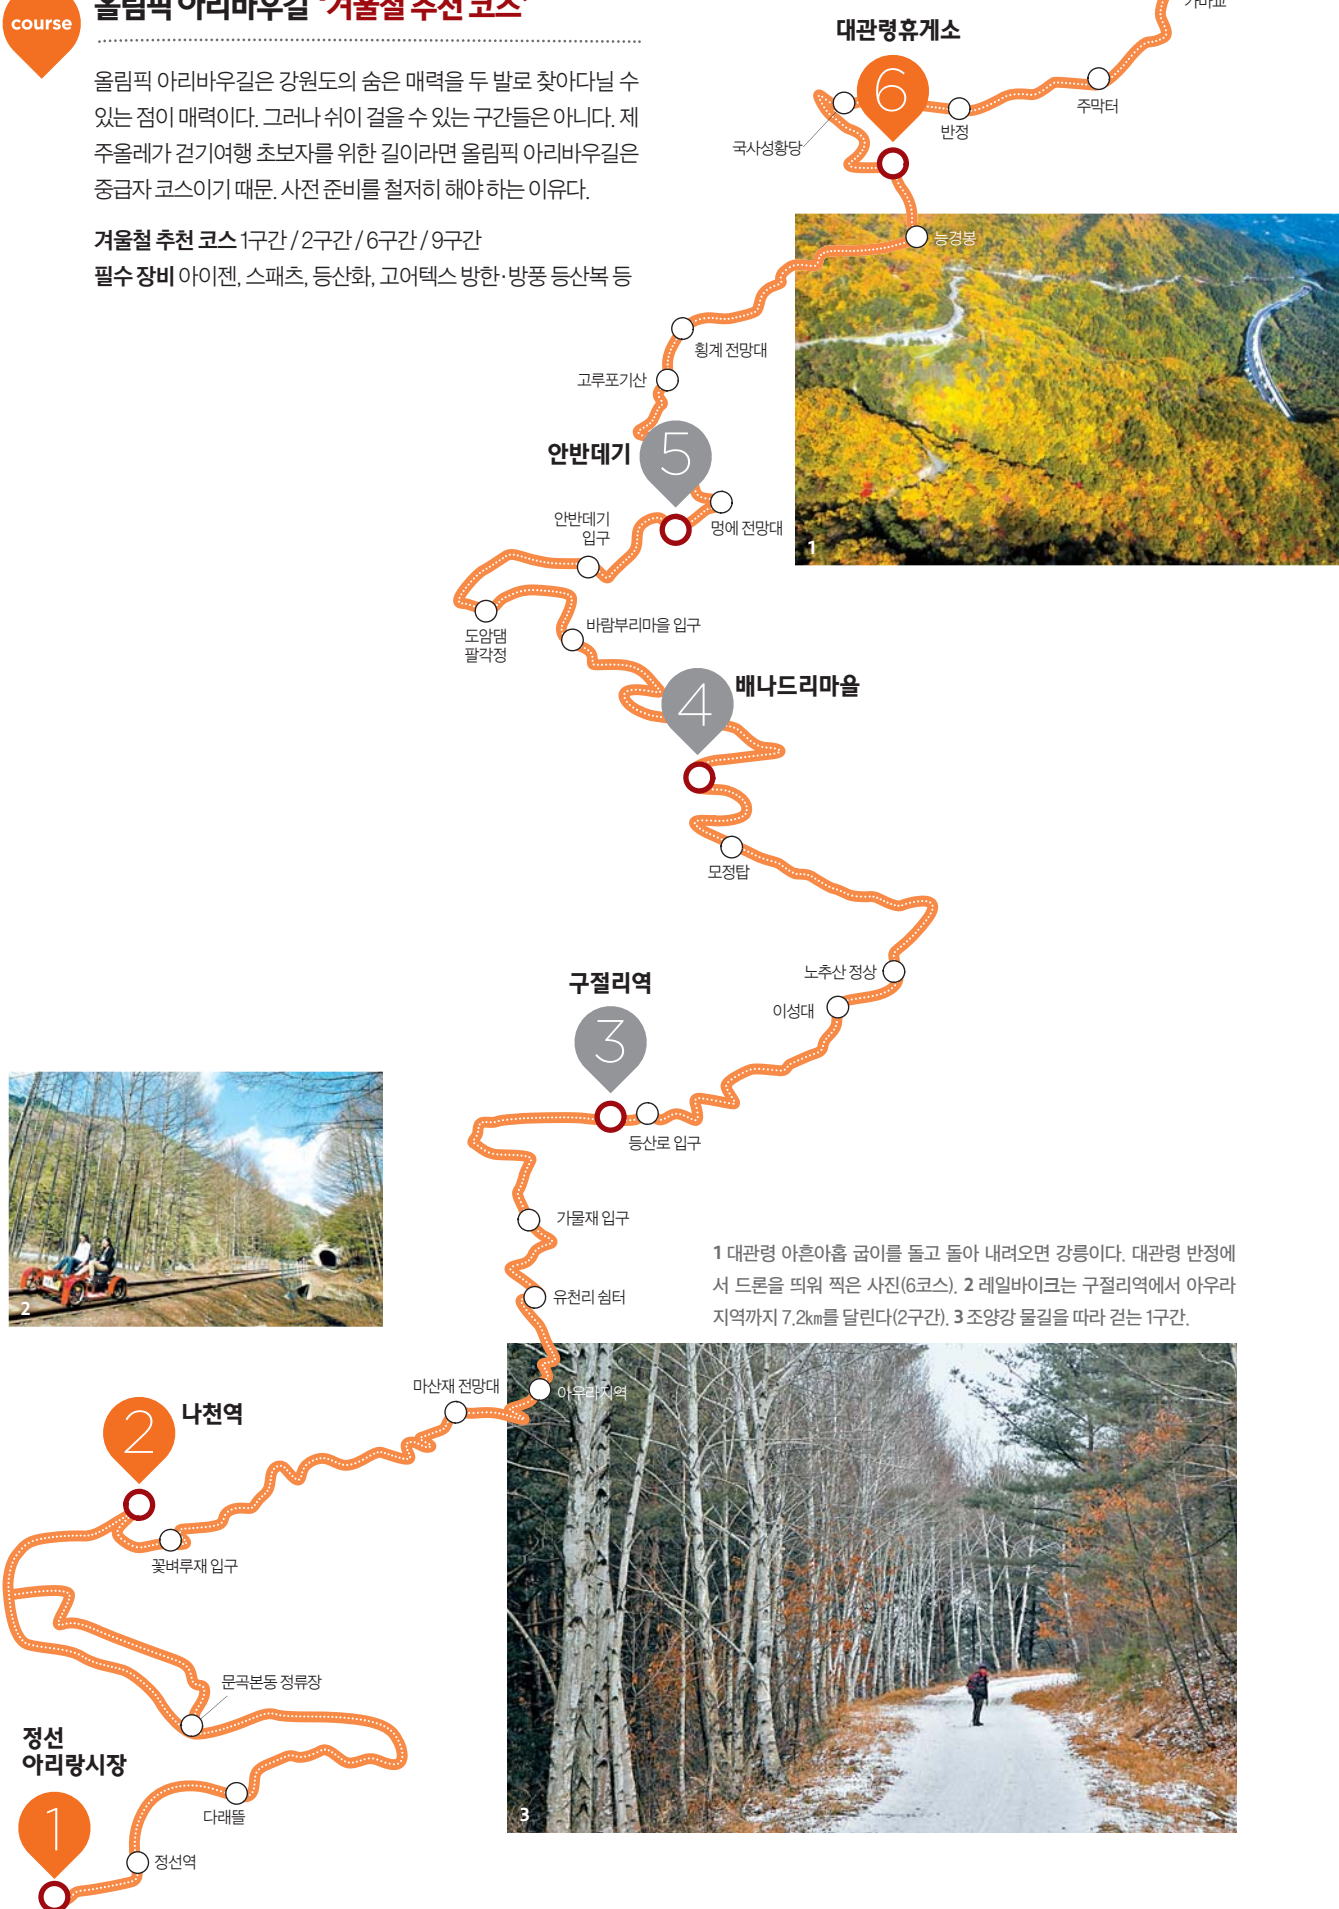 course
올림픽 아리바우길 '겨울철 추천 코스'
올림픽 아리바우길은 강원도의 숨은 매력을 두 발로 찾아다닐 수
있는 점이 매력이다. 그러나 쉬이 걸을 수 있는 구간들은 아니다. 제
주올레가 걷기여행 초보자를 위한 길이라면 올림픽 아리바우길은
중급자 코스이기 때문. 사전 준비를 철저히 해야 하는 이유다.
겨울철 추천 코스 1구간 / 2구간 / 6구간 / 9구간
필수 장비 아이젠, 스패츠, 등산화, 고어텍스 방한·방풍 등산복 등
대관령휴게소
6
주막터
반정
국사성황당
능경봉
횡계 전망대
고루포기산
안반데기
5
안반데기
입구
멍에 전망대
1
도암댐
팔각정
바람부리마을 입구
배나드리마을
4
모정탑
노추산 정상
이성대
구절리역
3
등산로 입구
가물재 입구
유천리 쉼터
2
1 대관령 아흔아홉 굽이를 돌고 돌아 내려오면 강릉이다. 대관령 반정에
서 드론을 띄워 찍은 사진(6코스). 2 레일바이크는 구절리역에서 아우라
지역까지 7.2㎞를 달린다(2구간). 3 조양강 물길을 따라 걷는 1구간.
마산재 전망대
아우라지역
나천역
2
꽃벼루재 입구
문곡본동 정류장
정선
아리랑시장
1
다래뜰
정선역
3